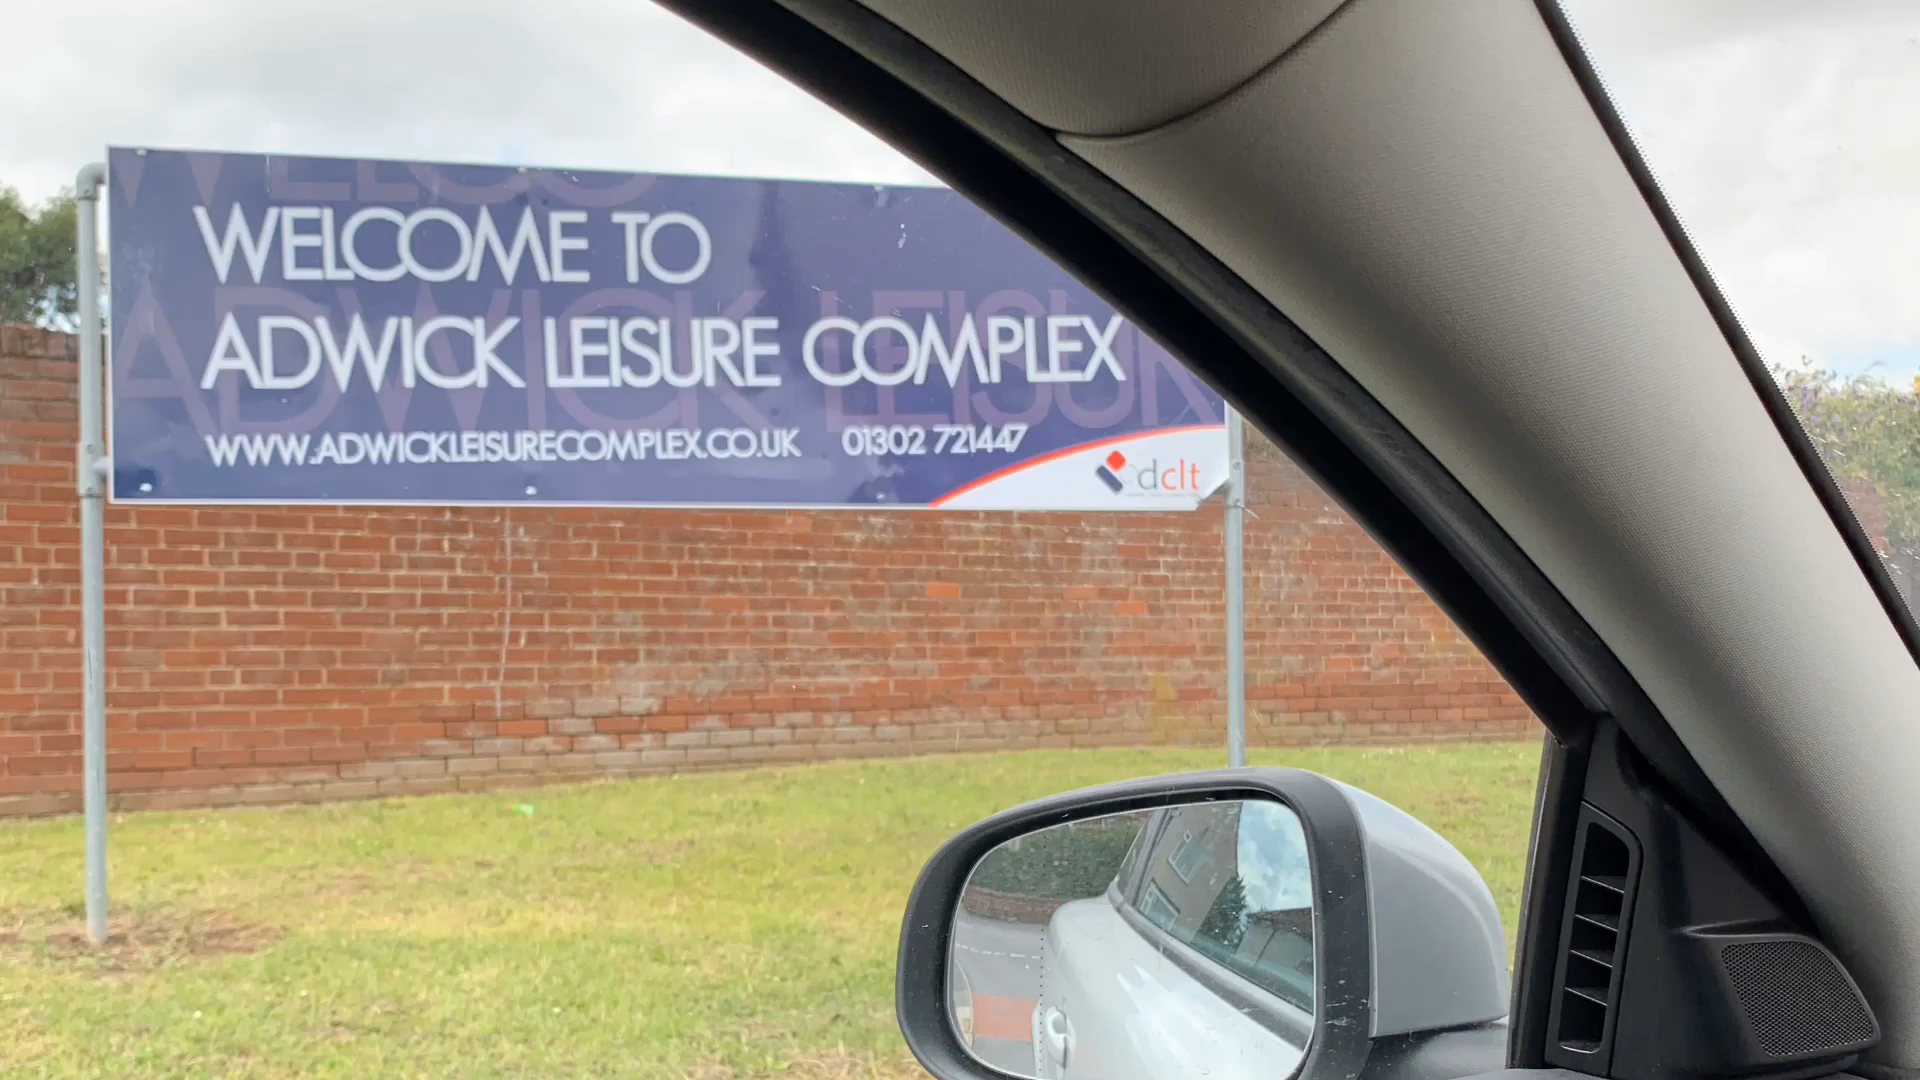 WELCOME TO
ADWICK LEISURE COMPLEX
WWW.ADWICKLEISURECOMPLEX.CO.UK 01302 721447
dclt